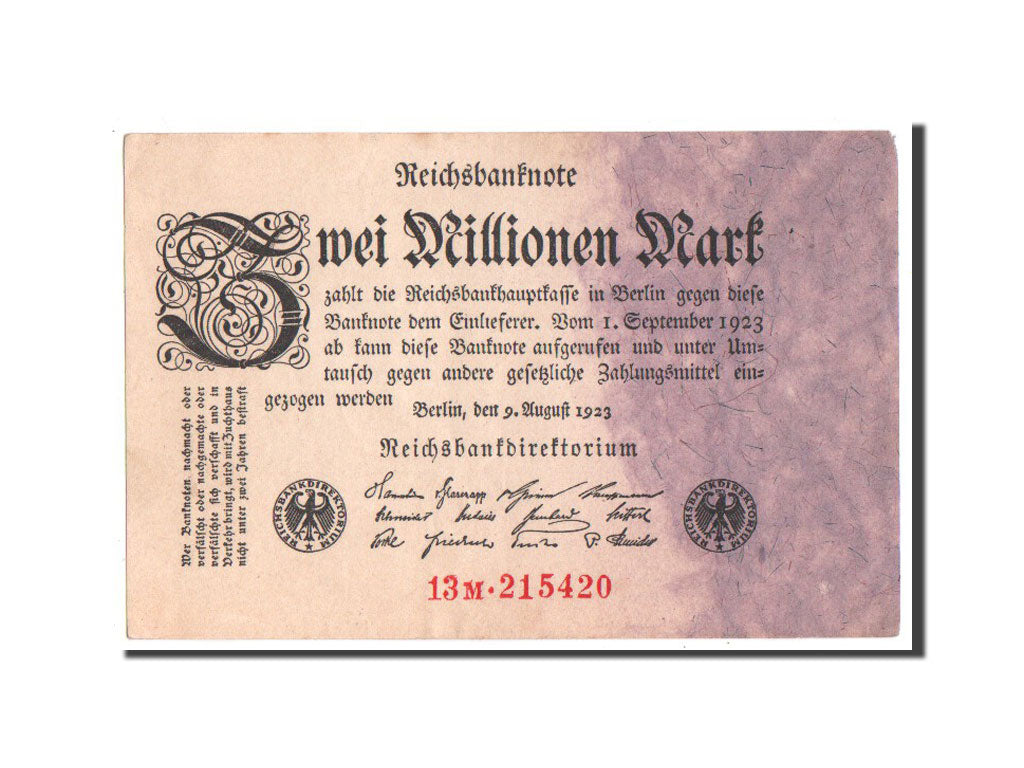 Reichsbanknote
Zwei Millionen Mark
zahlt die Reichsbankhauptkasse in Berlin gegen diese
Banknote dem Einlieferer. Vom 1. September 1923
ab kann diese Banknote aufgerufen und unter Um-
tausch gegen andere gesetzliche Zahlungsmittel ein-
gezogen werden
Berlin, den 9. August 1923
Reichsbankdirektorium
REICHSBANKDIREKTORIUM
REICHSBANKDIREKTORIUM
13M·215420
Wer Banknoten nachmacht oder
verfälscht oder nachgemachte oder
verfälschte sich verschafft und in
Verkehr bringt, wird mit Zuchthaus
nicht unter zwei Jahren bestraft